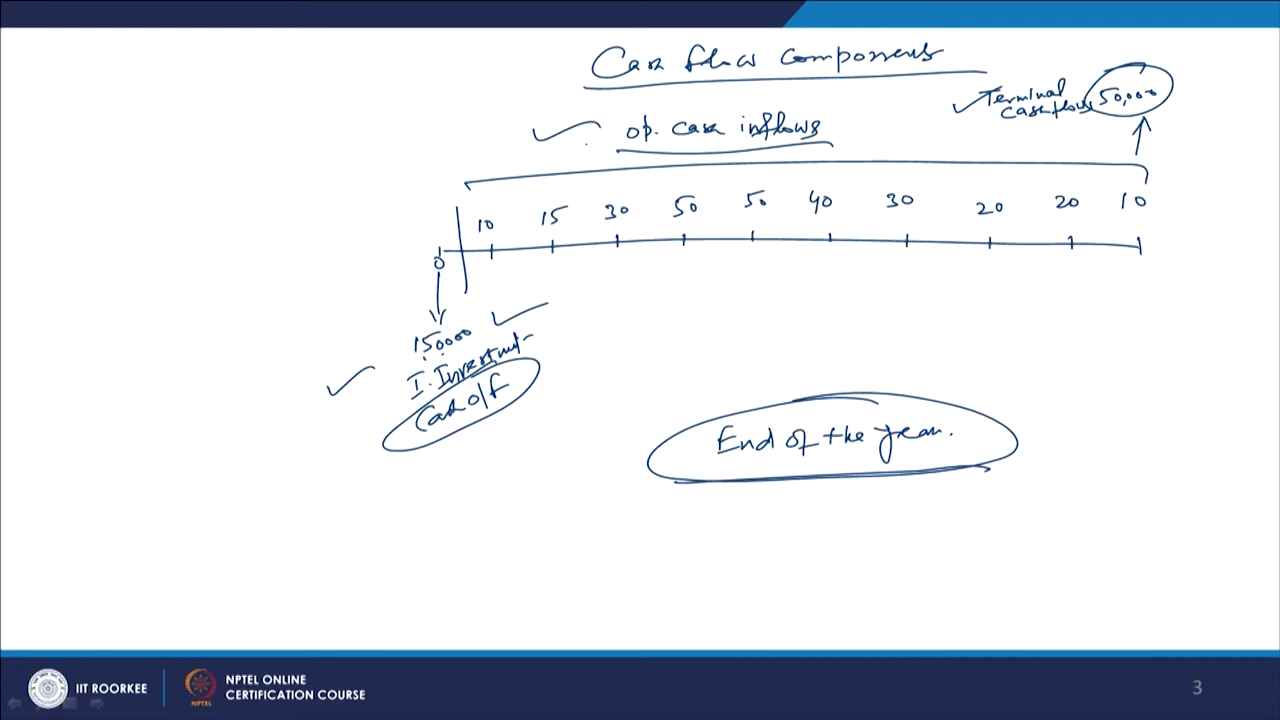 Cash flow components
Terminal
Cashflows 50,000
op. cash inflows
10 15 30 50 50 40 30 20 20 10
0
150000
I. Investment
Cash o/f
End of the year.
IIT ROORKEE
NPTEL ONLINE
CERTIFICATION COURSE
NPTEL
3